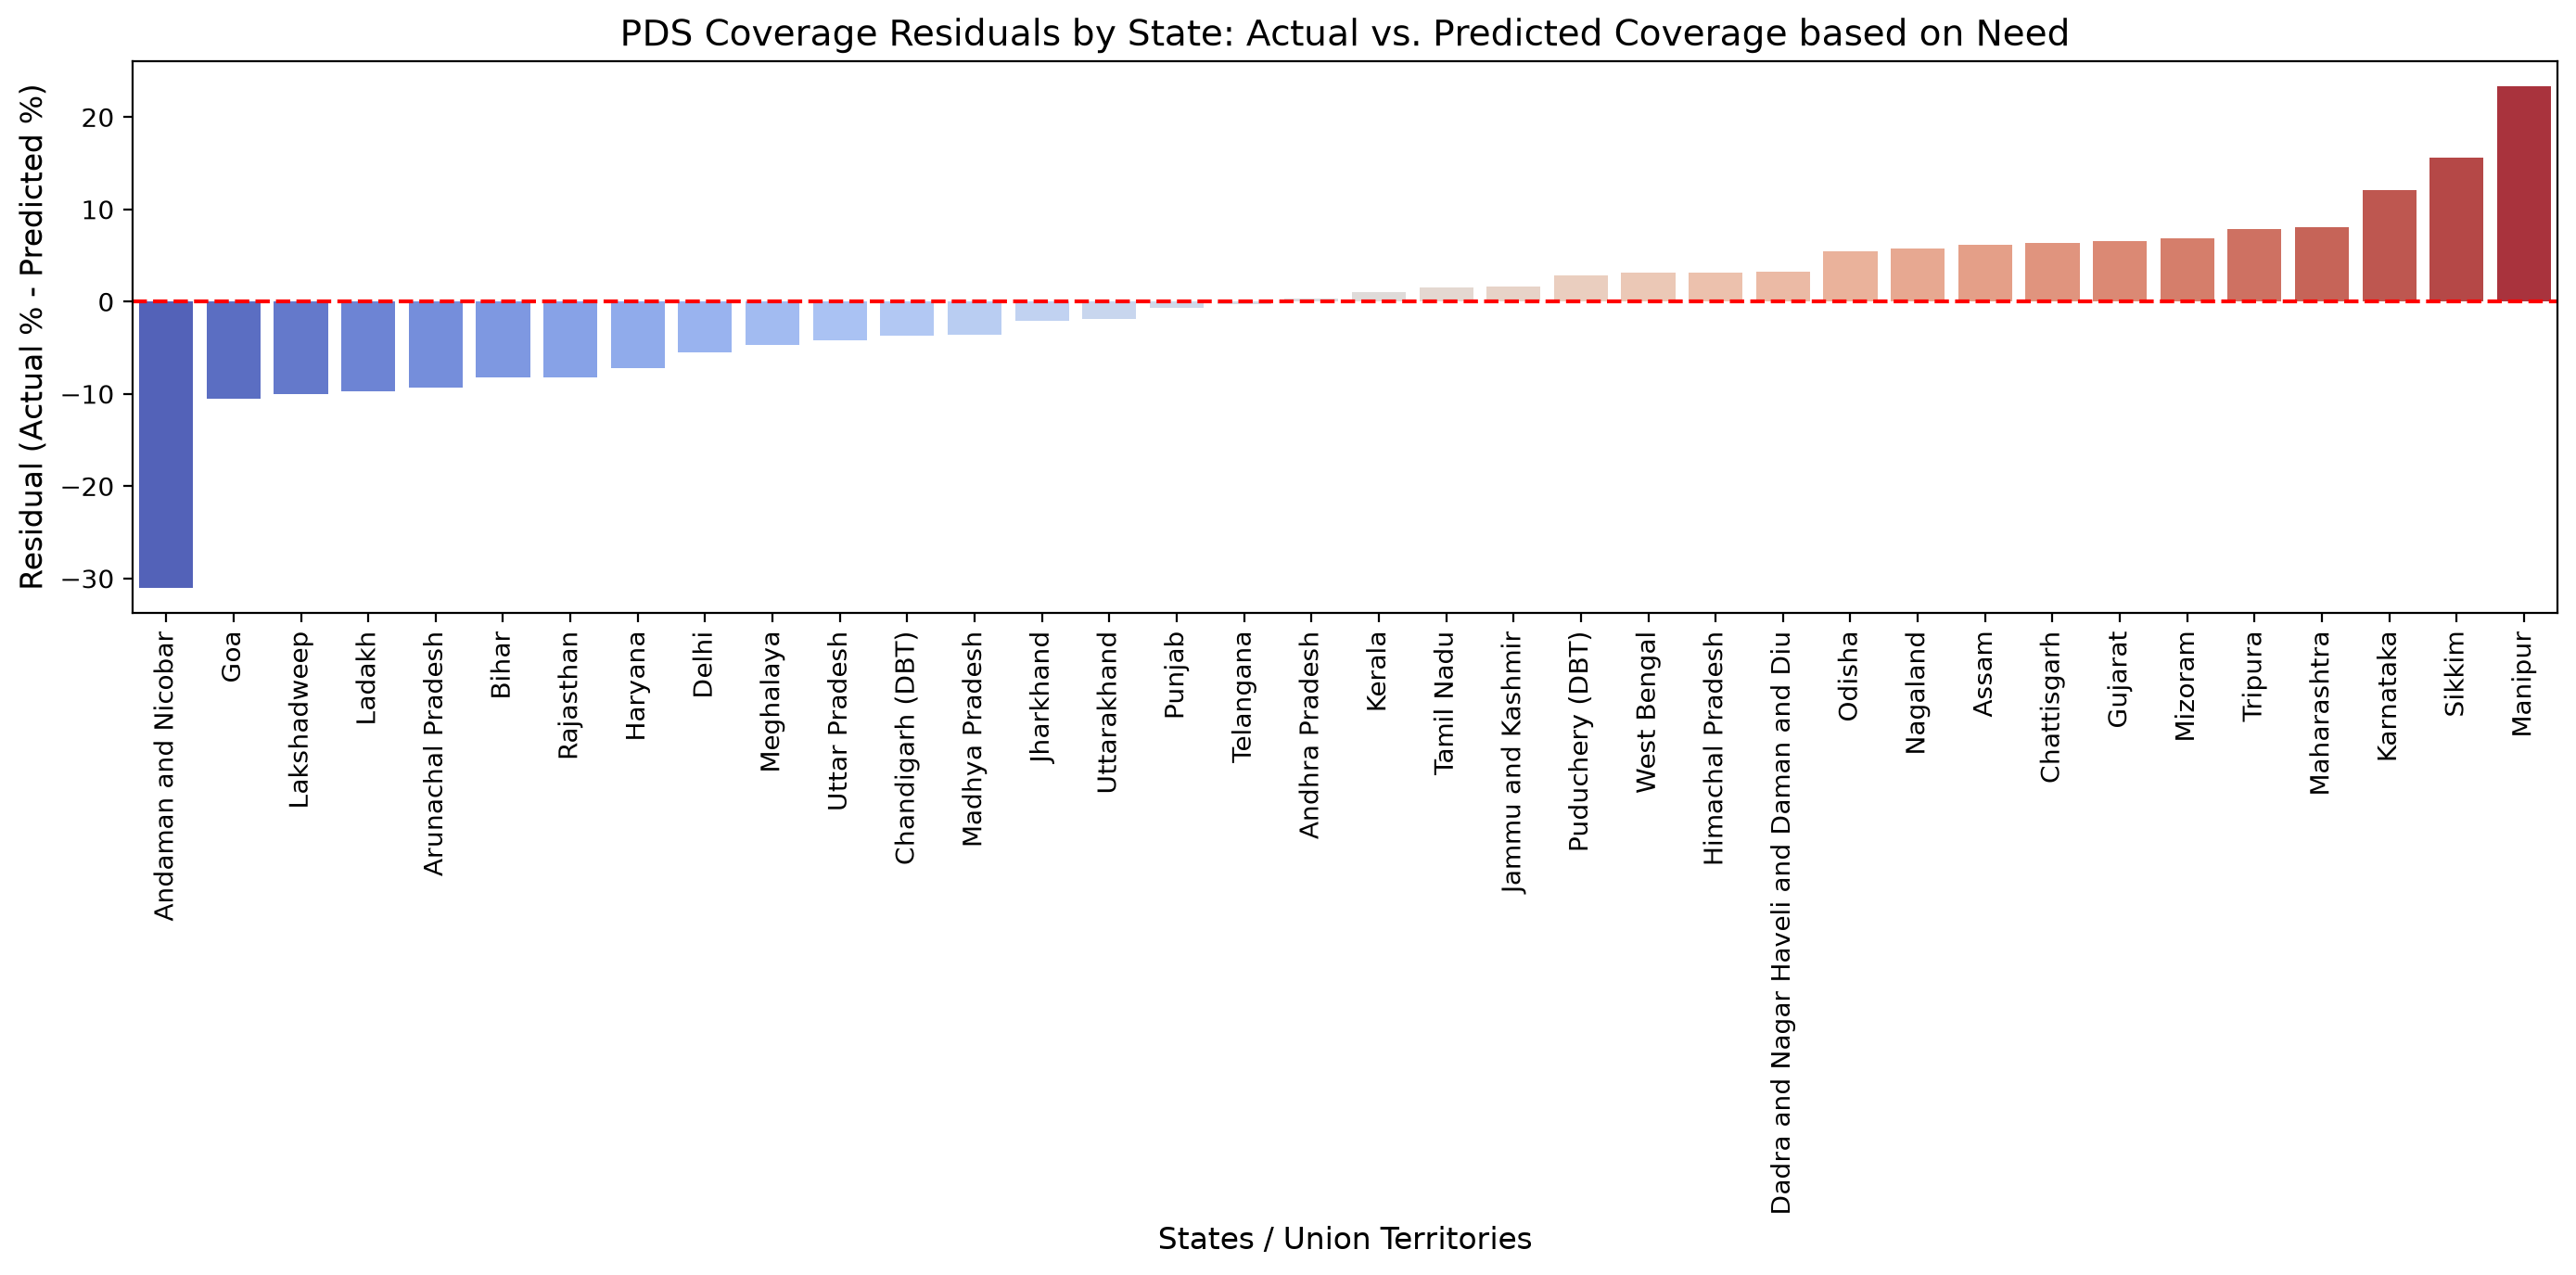 PDS Coverage Residuals by State: Actual vs. Predicted Coverage based on Need
Residual (Actual % - Predicted %)
20
10
0
−10
−20
−30
Andaman and Nicobar
Goa
Lakshadweep
Ladakh
Arunachal Pradesh
Bihar
Rajasthan
Haryana
Delhi
Meghalaya
Uttar Pradesh
Chandigarh (DBT)
Madhya Pradesh
Jharkhand
Uttarakhand
Punjab
Telangana
Andhra Pradesh
Kerala
Tamil Nadu
Jammu and Kashmir
Puduchery (DBT)
West Bengal
Himachal Pradesh
Dadra and Nagar Haveli and Daman and Diu
Odisha
Nagaland
Assam
Chattisgarh
Gujarat
Mizoram
Tripura
Maharashtra
Karnataka
Sikkim
Manipur
States / Union Territories